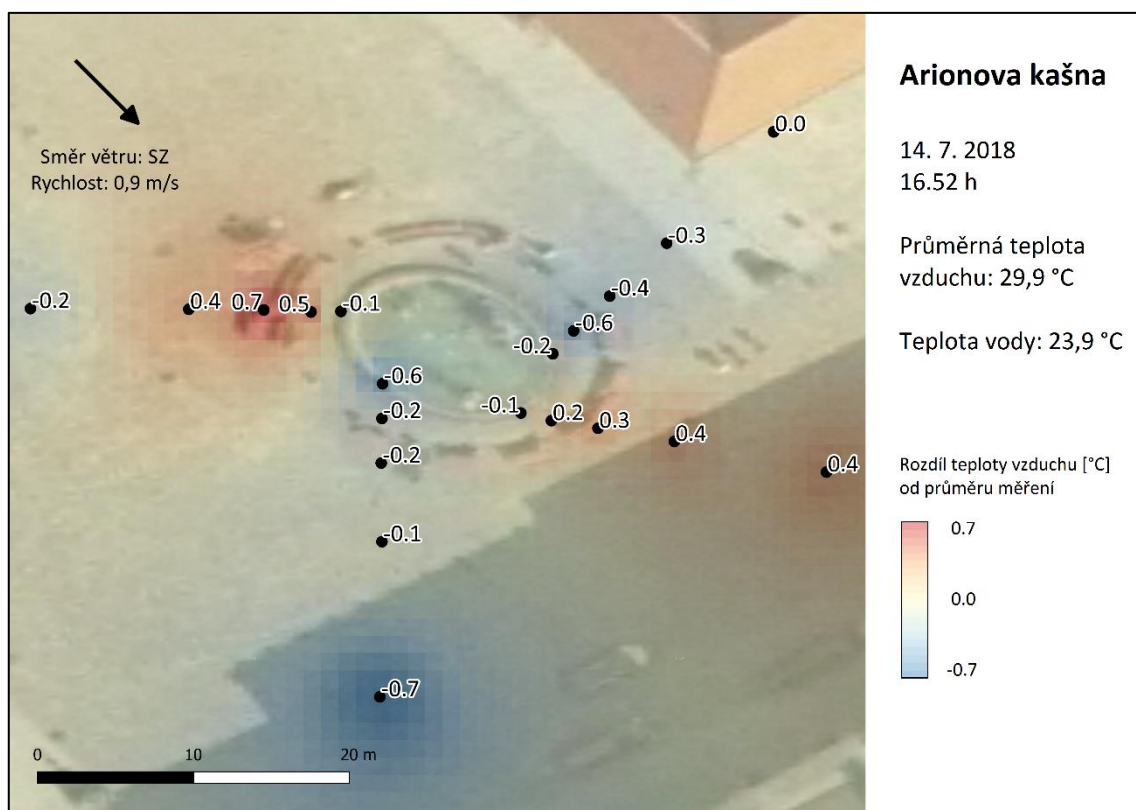 Směr větru: SZ
Rychlost: 0,9 m/s
0.0
-0.3
-0.4
-0.6
-0.2
-0.2
0.4
0.7
0.5
-0.1
-0.6
-0.2
-0.2
-0.1
-0.7
-0.1
0.2
0.3
0.4
0.4
0
10
20 m
Arionova kašna
14. 7. 2018
16.52 h
Průměrná teplota
vzduchu: 29,9 °C
Teplota vody: 23,9 °C
Rozdíl teploty vzduchu [°C]
od průměru měření
0.7
0.0
-0.7